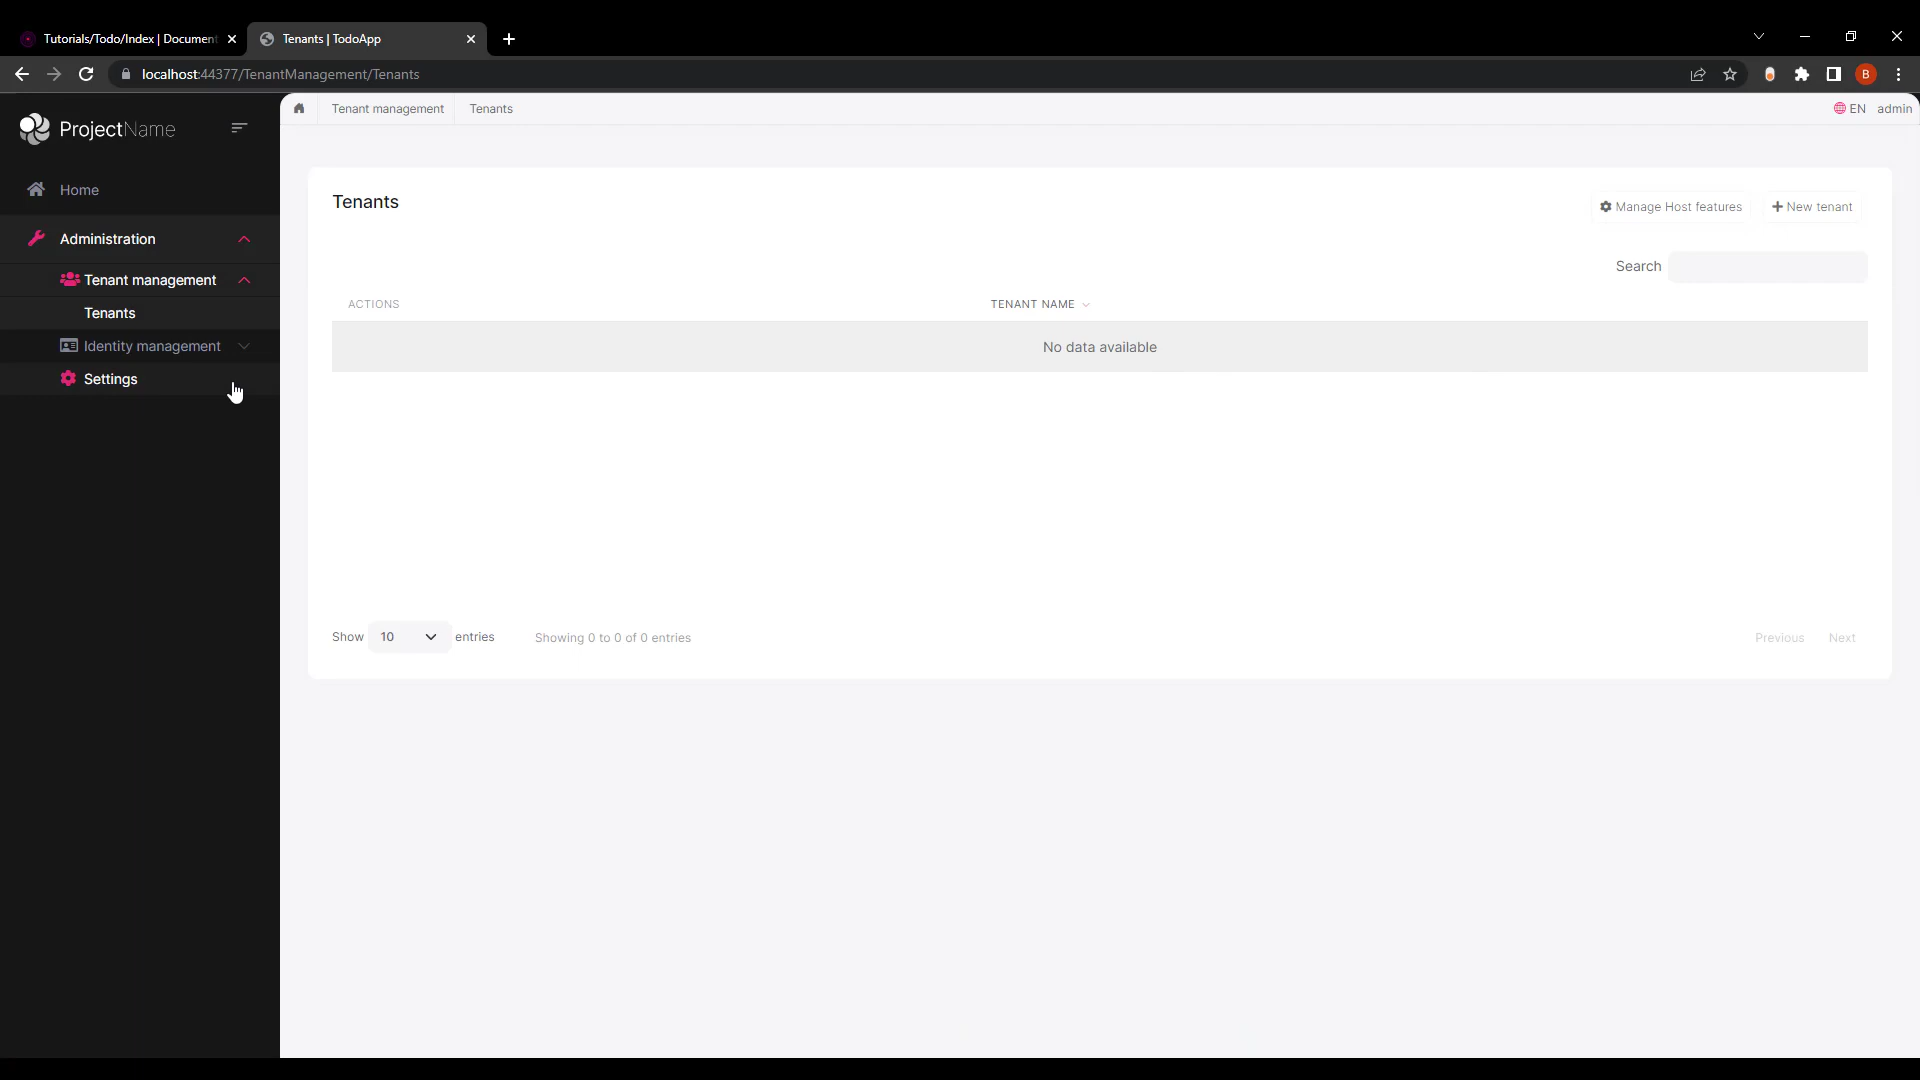 Tutorials/Todo/Index | Document
Tenants | TodoApp
localhost:44377/TenantManagement/Tenants
B
ProjectName
Tenant management
Tenants
EN
admin
Home
Administration
Tenant management
Tenants
Identity management
Settings
Tenants
Manage Host features
New tenant
Search
ACTIONS
TENANT NAME
No data available
Show 10 entries
Showing 0 to 0 of 0 entries
Previous
Next